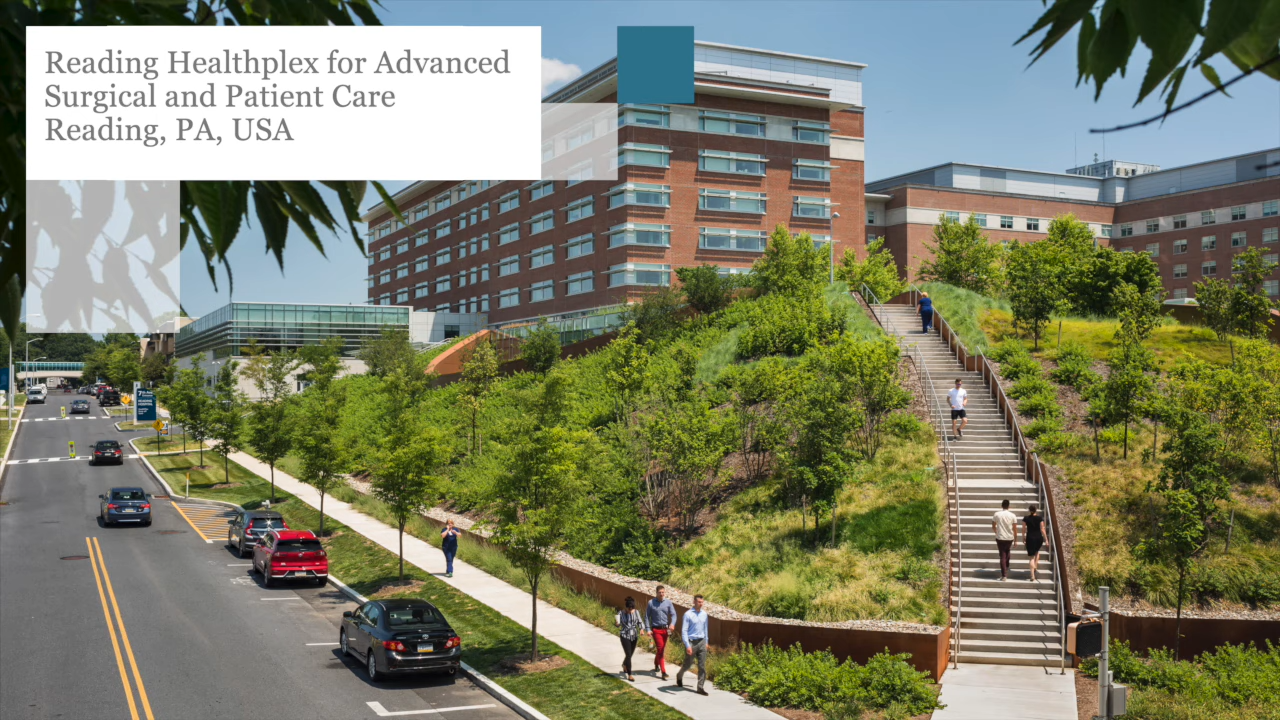 Reading Healthplex for Advanced
Surgical and Patient Care
Reading, PA, USA